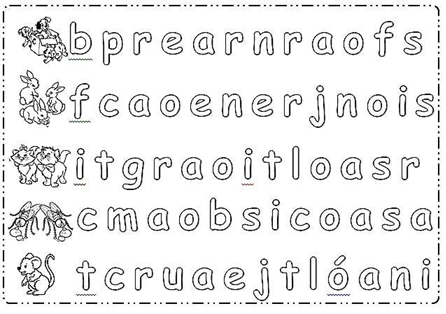 bprearnraofs
fcaoenerjnois
itgraoitloasr
cmaobsicoasa
tcruaejtlóani